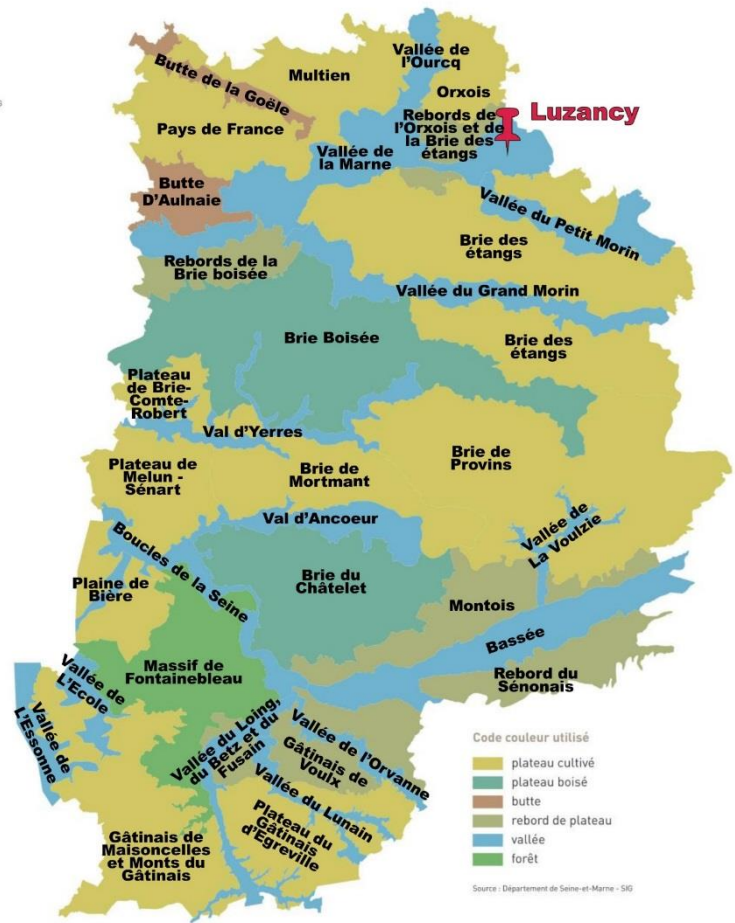 Vallée de
l'Ourcq
Multien
Butte de la Goële
Orxois
Luzancy
Rebords de
l'Orxois et de
la Brie des
étangs
Pays de France
Vallée de
la Marne
Butte
D'Aulnaie
Vallée du Petit Morin
Brie des
étangs
Rebords de la
Brie boisée
Vallée du Grand Morin
Brie Boisée
Brie des
étangs
Plateau
de Brie-
Comte-
Robert
Val d'Yerres
Brie de
Provins
Plateau de
Melun -
Sénart
Brie de
Mortmant
Val d'Ancoeur
Vallée de
La Voulzie
Boucles de la Seine
Plaine de
Bière
Brie du
Châtelet
Montois
Bassée
Massif de
Fontainebleau
Rebord du
Sénonais
Vallée de
L'Ecole
Vallée de
L'Essonne
Vallée du Loing,
du Betz et du
Fusain
Vallée de l'Orvanne
Gâtinais de
Voulx
Vallée du Lunain
Plateau du
Gâtinais
d'Egreville
Gâtinais de
Maisoncelles
et Monts du
Gâtinais
Code couleur utilisé
plateau cultivé
plateau boisé
butte
rebord de plateau
vallée
forêt
Source : Département de Seine-et-Marne - SIG